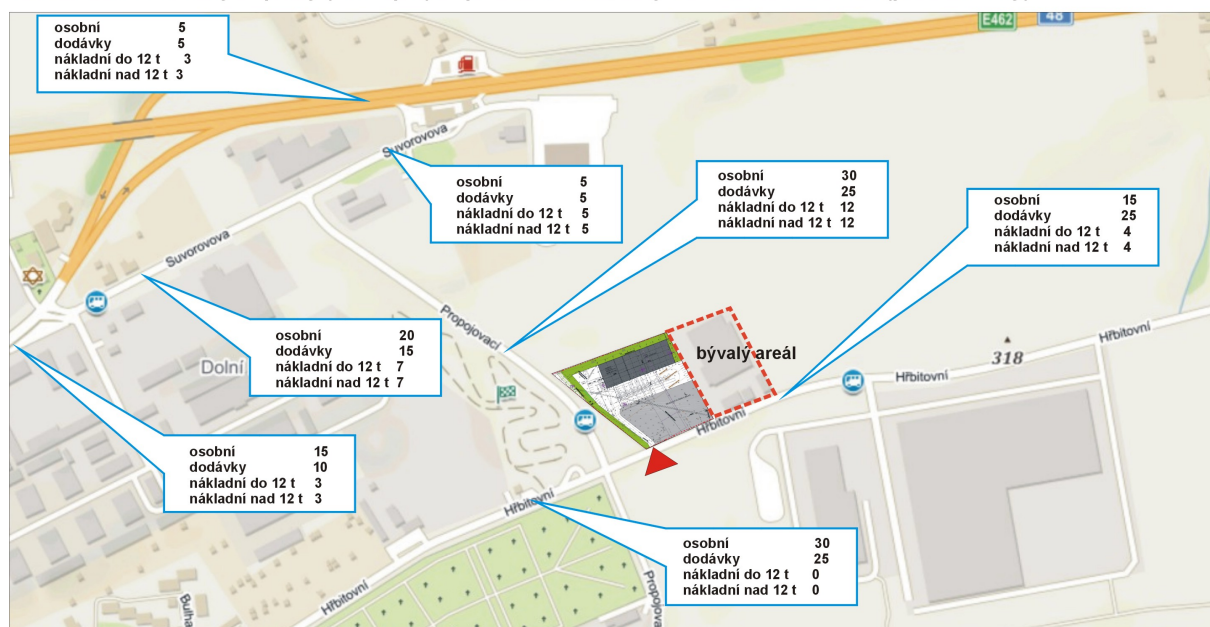 osobní 5
dodávky 5
nákladní do 12 t 3
nákladní nad 12 t 3
E462
48
Suvorovova
osobní 5
dodávky 5
nákladní do 12 t 5
nákladní nad 12 t 5
osobní 30
dodávky 25
nákladní do 12 t 12
nákladní nad 12 t 12
osobní 15
dodávky 25
nákladní do 12 t 4
nákladní nad 12 t 4
Suvorovova
Propojovací
osobní 20
dodávky 15
nákladní do 12 t 7
nákladní nad 12 t 7
Dolní
bývalý areál
318
Hřbitovní
Hřbitovní
Hřbitovní
osobní 15
dodávky 10
nákladní do 12 t 3
nákladní nad 12 t 3
Hřbitovní
osobní 30
dodávky 25
nákladní do 12 t 0
nákladní nad 12 t 0
Hřbitovní
Bulha
Propojovací